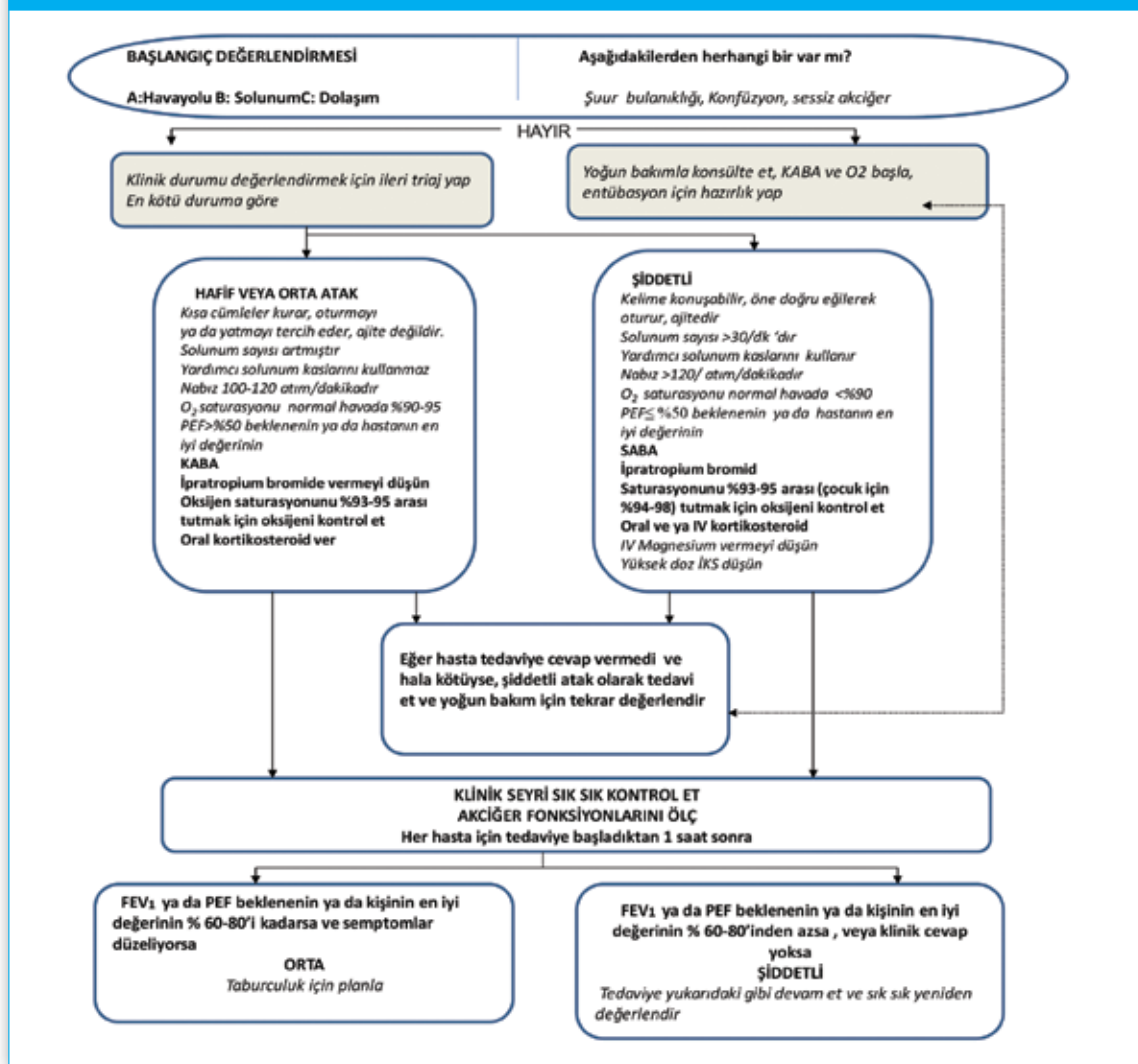 BAŞLANGIÇ DEĞERLENDİRMESİ
A:Havayolu B: SolunumC: Dolaşım
Aşağıdakilerden herhangi bir var mı?
Şuur bulanıklığı, Konfüzyon, sessiz akciğer
HAYIR
Klinik durumu değerlendirmek için ileri triaj yap
En kötü duruma göre
Yoğun bakımla konsülte et, KABA ve O2 başla,
entübasyon için hazırlık yap
HAFİF VEYA ORTA ATAK
Kısa cümleler kurar, oturmayı
ya da yatmayı tercih eder, ajite değildir.
Solunum sayısı artmıştır
Yardımcı solunum kaslarını kullanmaz
Nabız 100-120 atım/dakikadır
O₂ saturasyonu normal havada %90-95
PEF>%50 beklenenin ya da hastanın en
iyi değerinin
KABA
İpratropium bromide vermeyi düşün
Oksijen saturasyonunu %93-95 arası
tutmak için oksijeni kontrol et
Oral kortikosteroid ver
ŞİDDETLİ
Kelime konuşabilir, öne doğru eğilerek
oturur, ajitedir
Solunum sayısı >30/dk ‘dır
Yardımcı solunum kaslarını kullanır
Nabız >120/ atım/dakikadır
O₂ saturasyonu normal havada <%90
PEF≤ %50 beklenenin ya da hastanın en
iyi değerinin
SABA
İpratropium bromid
Saturasyonunu %93-95 arası (çocuk için
%94-98) tutmak için oksijeni kontrol et
Oral ve ya IV kortikosteroid
IV Magnesium vermeyi düşün
Yüksek doz İKS düşün
Eğer hasta tedaviye cevap vermedi ve
hala kötüyse, şiddetli atak olarak tedavi
et ve yoğun bakım için tekrar değerlendir
KLİNİK SEYRİ SIK SIK KONTROL ET
AKCİĞER FONKSİYONLARINI ÖLÇ
Her hasta için tedaviye başladıktan 1 saat sonra
FEV₁ ya da PEF beklenenin ya da kişinin en iyi
değerinin % 60-80’i kadarsa ve semptomlar
düzeliyorsa
ORTA
Taburculuk için planla
FEV₁ ya da PEF beklenenin ya da kişinin en iyi
değerinin % 60-80’inden azsa , veya klinik cevap
yoksa
ŞİDDETLİ
Tedaviye yukarıdaki gibi devam et ve sık sık yeniden
değerlendir